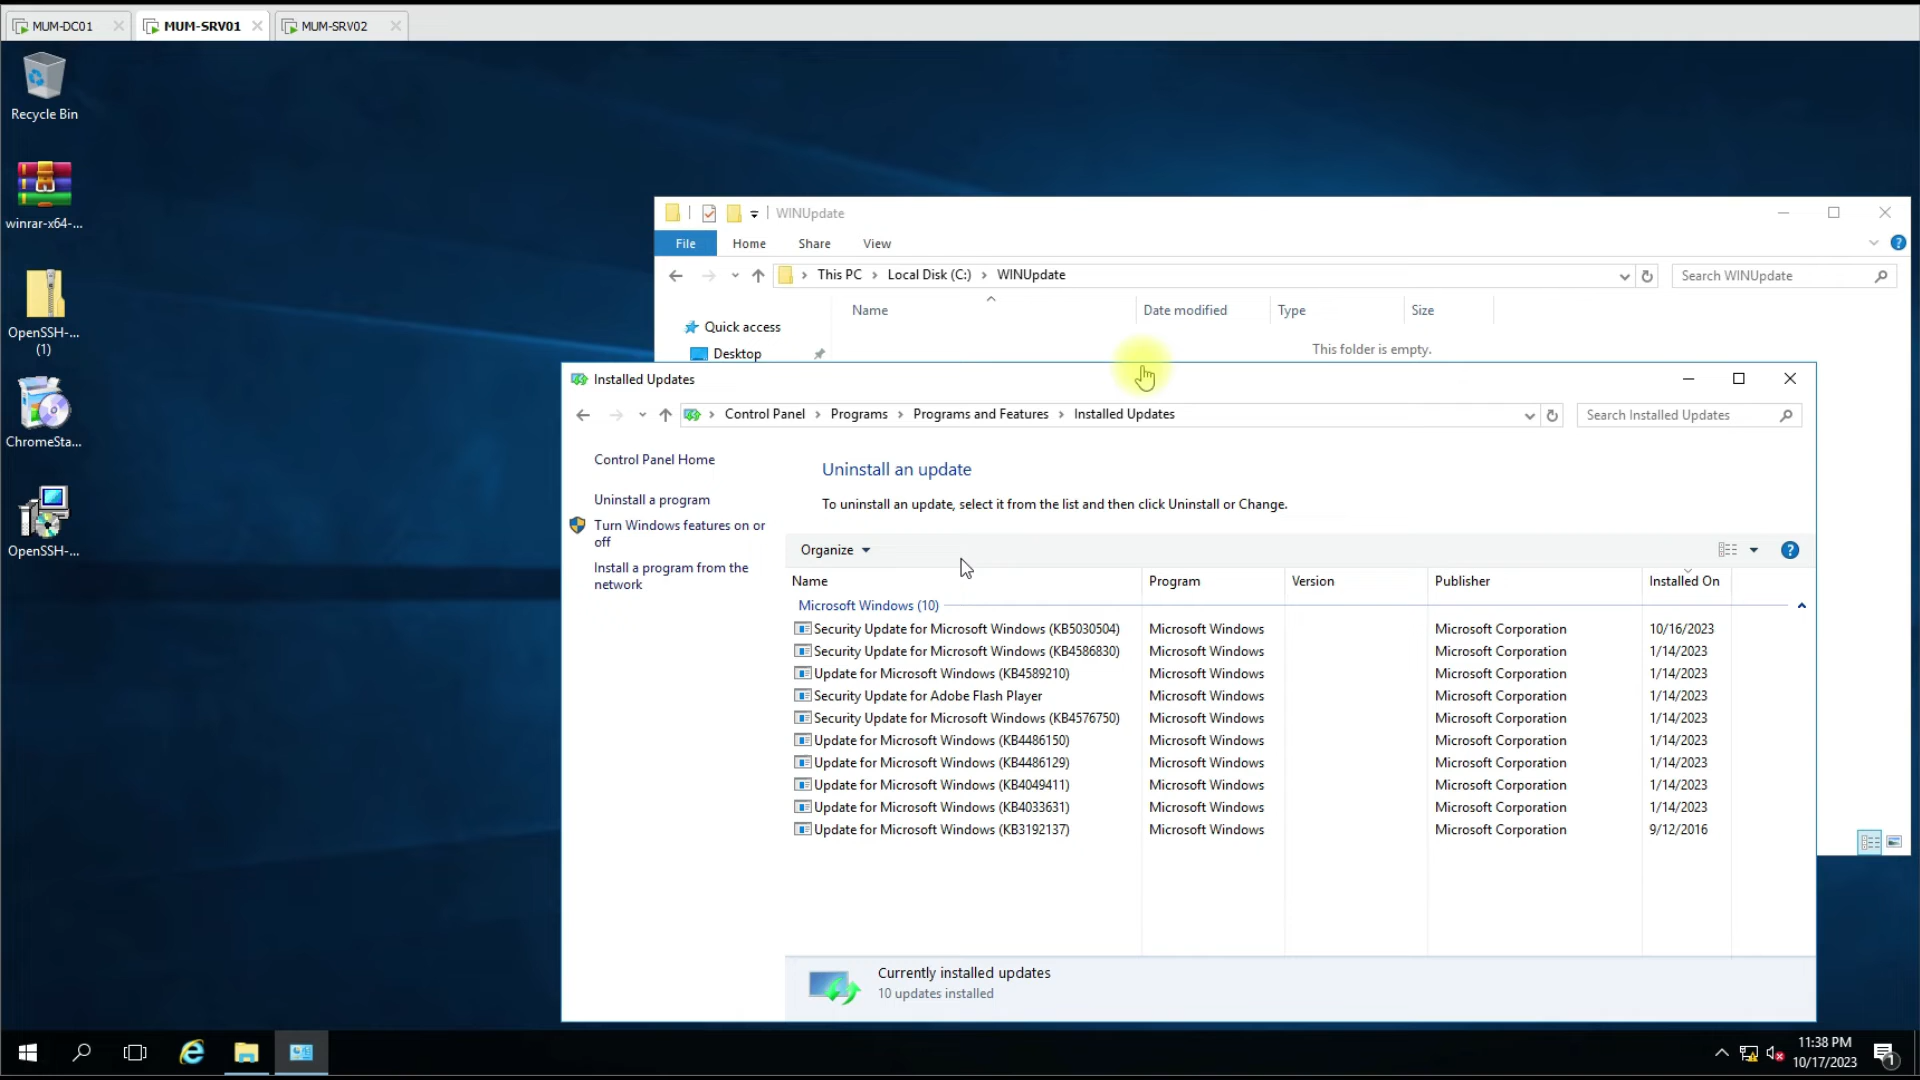 MUM-DC01
MUM-SRV01
MUM-SRV02
Recycle Bin
winrar-x64-...
OpenSSH-...
(1)
ChromeSta...
OpenSSH-...
WINUpdate
File Home Share View
This PC > Local Disk (C:) > WINUpdate
Search WINUpdate
Name Date modified Type Size
Quick access
Desktop
This folder is empty.
Installed Updates
Control Panel > Programs > Programs and Features > Installed Updates
Search Installed Updates
Control Panel Home
Uninstall a program
Turn Windows features on or
off
Install a program from the
network
Uninstall an update
To uninstall an update, select it from the list and then click Uninstall or Change.
Organize
Name Program Version Publisher Installed On
Microsoft Windows (10)
Security Update for Microsoft Windows (KB5030504) Microsoft Windows Microsoft Corporation 10/16/2023
Security Update for Microsoft Windows (KB4586830) Microsoft Windows Microsoft Corporation 1/14/2023
Update for Microsoft Windows (KB4589210) Microsoft Windows Microsoft Corporation 1/14/2023
Security Update for Adobe Flash Player Microsoft Windows Microsoft Corporation 1/14/2023
Security Update for Microsoft Windows (KB4576750) Microsoft Windows Microsoft Corporation 1/14/2023
Update for Microsoft Windows (KB4486150) Microsoft Windows Microsoft Corporation 1/14/2023
Update for Microsoft Windows (KB4486129) Microsoft Windows Microsoft Corporation 1/14/2023
Update for Microsoft Windows (KB4049411) Microsoft Windows Microsoft Corporation 1/14/2023
Update for Microsoft Windows (KB4033631) Microsoft Windows Microsoft Corporation 1/14/2023
Update for Microsoft Windows (KB3192137) Microsoft Windows Microsoft Corporation 9/12/2016
Currently installed updates
10 updates installed
11:38 PM
10/17/2023
1